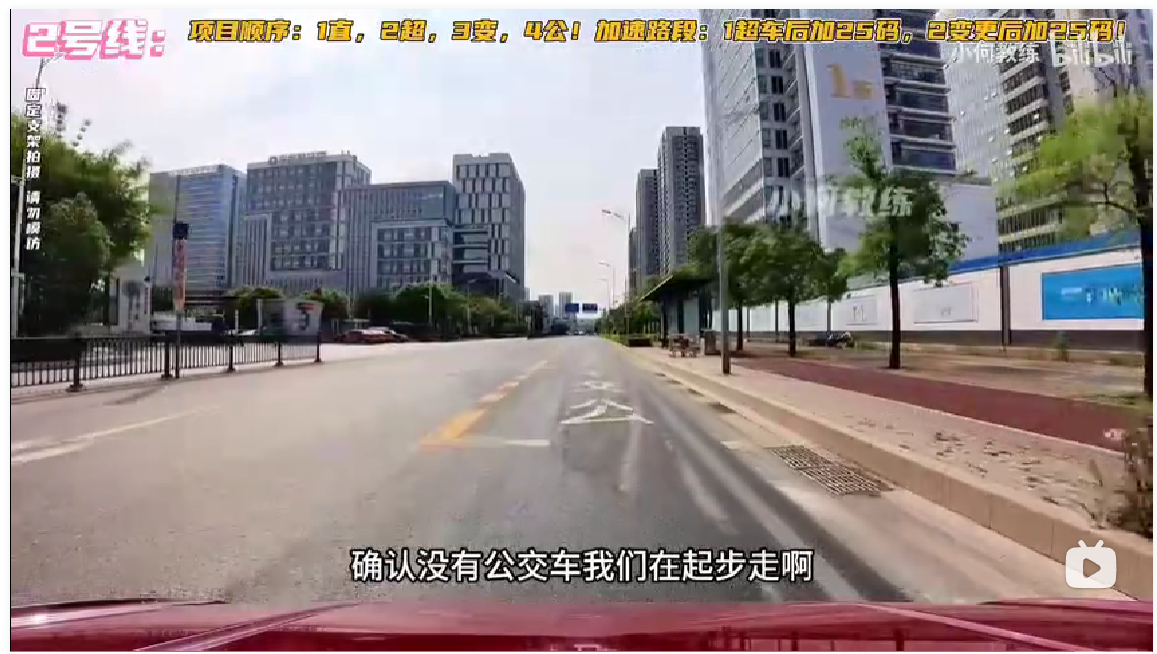 2号线：
项目顺序：1直，2超，3变，4公！加速路段：1超车后加25码，2变更后加25码！
小何教练 bilibili
固定支架拍摄 请勿模仿
小何教练
公
确认没有公交车我们在起步走啊